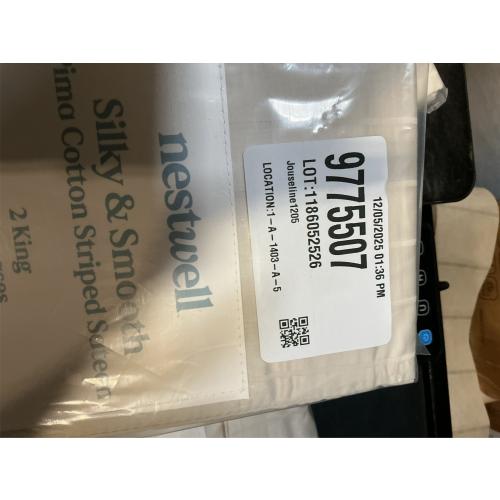 nestwell
Silky & Smooth
Pima Cotton Striped Sateen
2 King
12/05/2025 01:36 PM
9775507
LOT:1186052526
Jouseline1205
LOCATION:1-A-1403-A-5